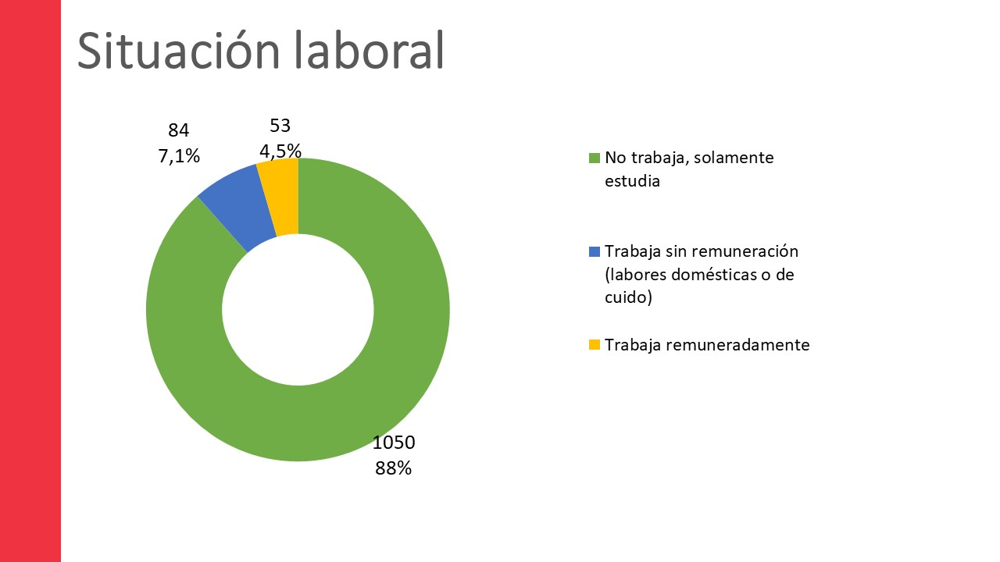 Situación laboral
84
7,1%
53
4,5%
1050
88%
No trabaja, solamente
estudia
Trabaja sin remuneración
(labores domésticas o de
cuido)
Trabaja remuneradamente